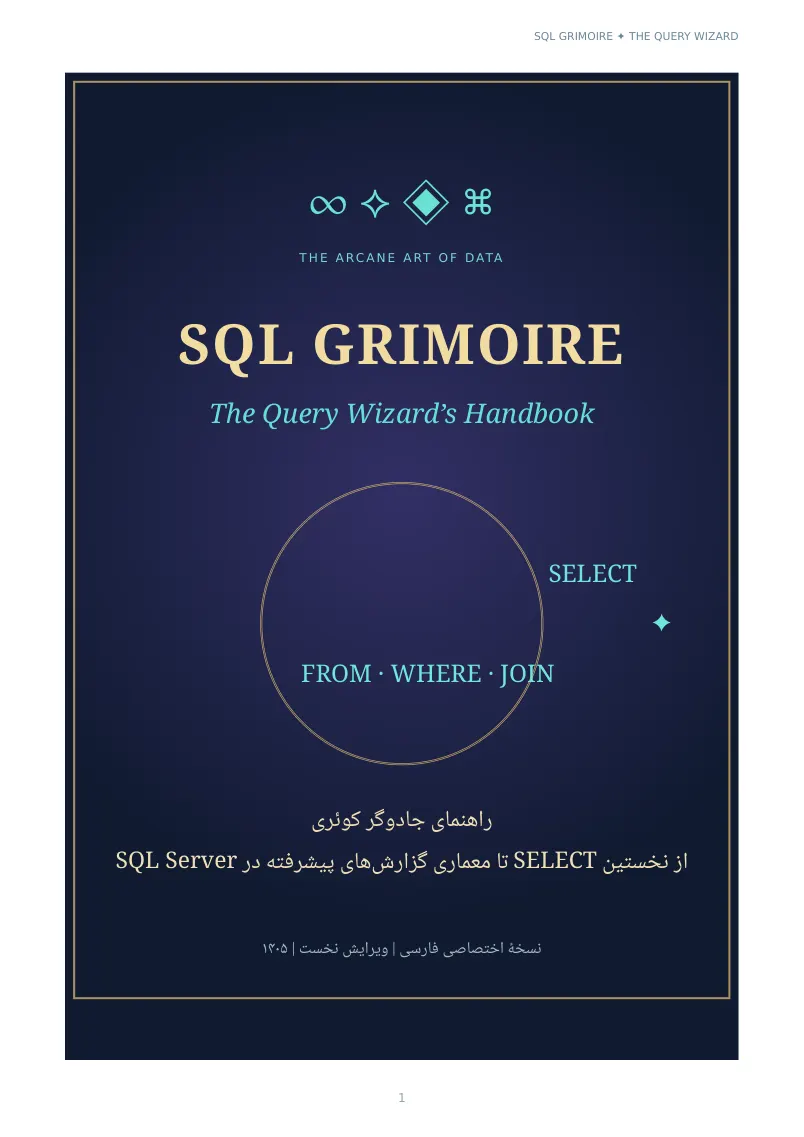 SQL GRIMOIRE ✦ THE QUERY WIZARD
∞ ✧ ◈ ⌘
THE ARCANE ART OF DATA
SQL GRIMOIRE
The Query Wizard’s Handbook
SELECT
✦
FROM · WHERE · JOIN
راهنمای جادوگر کوئری
از نخستین SELECT تا معماری گزارش‌های پیشرفته در SQL Server
نسخهٔ اختصاصی فارسی | ویرایش نخست | ۱۴۰۵
1